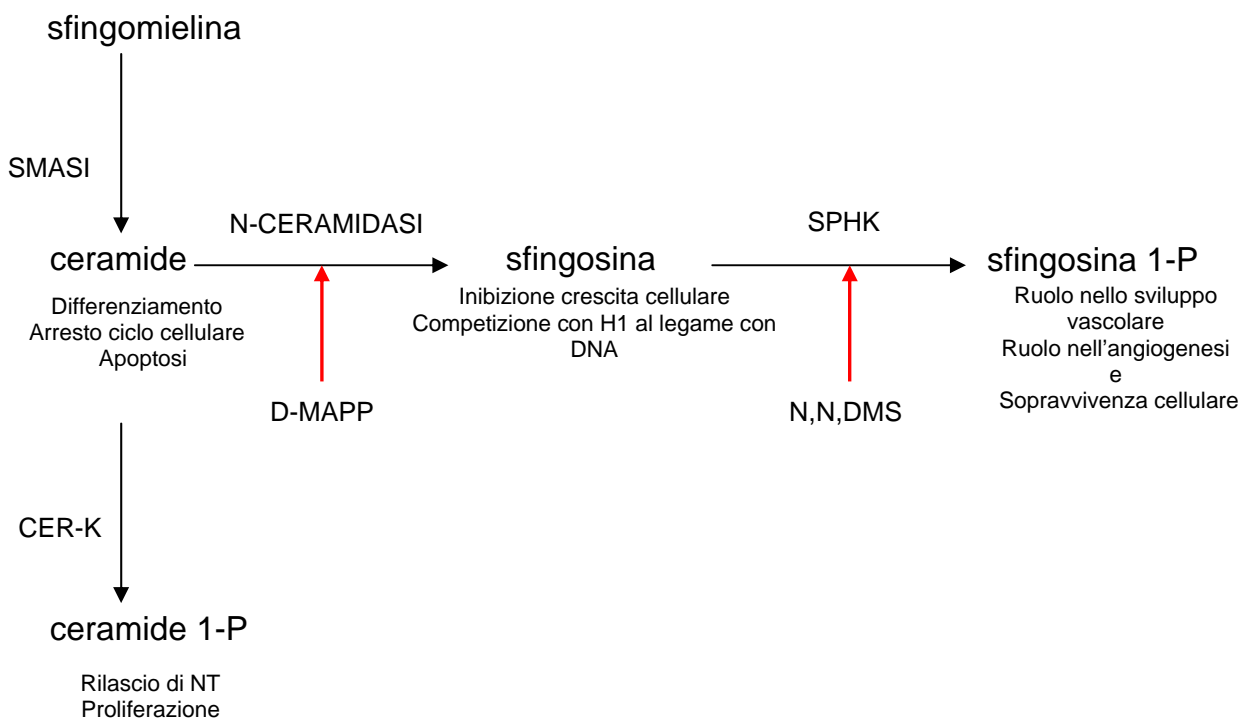 sfingomielina
SMASI
N-CERAMIDASI
SPHK
ceramide
sfingosina
sfingosina 1-P
Differenziamento
Arresto ciclo cellulare
Apoptosi
Inibizione crescita cellulare
Competizione con H1 al legame con
DNA
Ruolo nello sviluppo
vascolare
Ruolo nell'angiogenesi
e
Sopravvivenza cellulare
D-MAPP
N,N,DMS
CER-K
ceramide 1-P
Rilascio di NT
Proliferazione